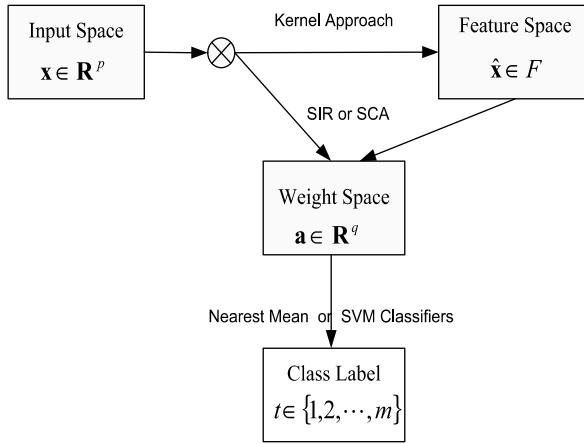 Input Space
x ∈ R^p
Kernel Approach
Feature Space
x̂ ∈ F
SIR or SCA
Weight Space
a ∈ R^q
Nearest Mean or SVM Classifiers
Class Label
t ∈ {1,2,⋯,m}